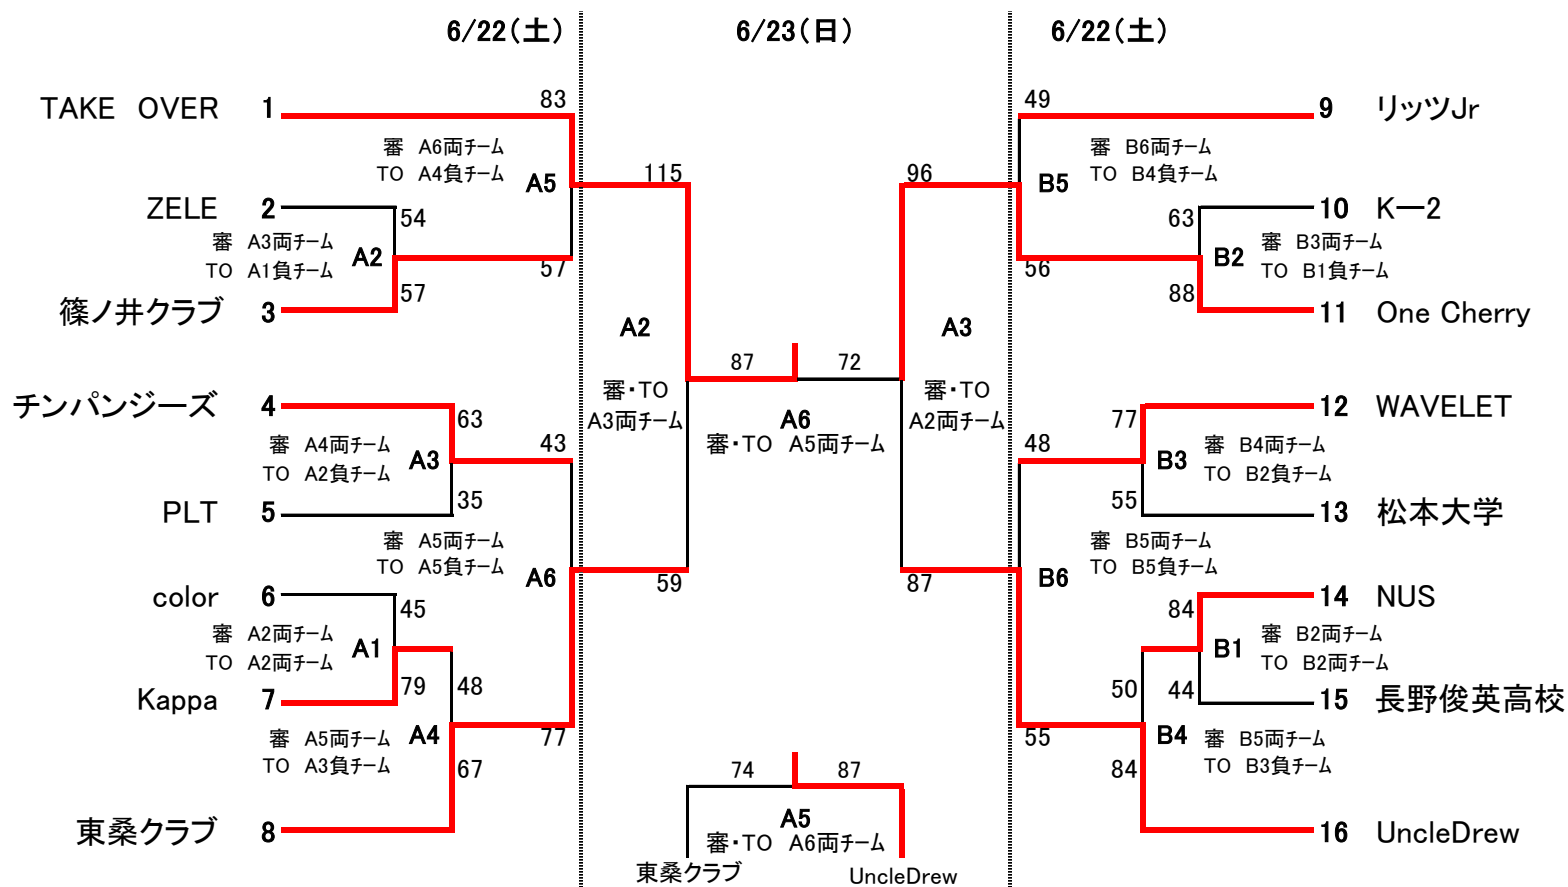 6/22(土)
6/23(日)
6/22(土)
TAKE OVER 1
83
審 A6両チーム
TO A4負チーム
A5
ZELE 2
54
審 A3両チーム
TO A1負チーム
A2
57
57
篠ノ井クラブ 3
チンパンジーズ 4
63
審 A4両チーム
TO A2負チーム
A3
43
35
PLT 5
審 A5両チーム
TO A5負チーム
A6
color 6
45
審 A2両チーム
TO A2両チーム
A1
79
48
Kappa 7
審 A5両チーム
TO A3負チーム
A4
77
67
東桑クラブ 8
115
A2
審・TO
A3両チーム
59
87
72
A6
審・TO A5両チーム
96
A3
審・TO
A2両チーム
87
74
87
A5
審・TO A6両チーム
東桑クラブ
UncleDrew
49
9 リッツJr
審 B6両チーム
TO B4負チーム
B5
10 K－2
63
審 B3両チーム
TO B1負チーム
B2
56
88
11 One Cherry
12 WAVELET
77
48
審 B4両チーム
TO B2負チーム
B3
55
13 松本大学
審 B5両チーム
TO B5負チーム
B6
14 NUS
84
審 B2両チーム
TO B2両チーム
B1
50
44
15 長野俊英高校
審 B5両チーム
TO B3負チーム
B4
55
84
16 UncleDrew